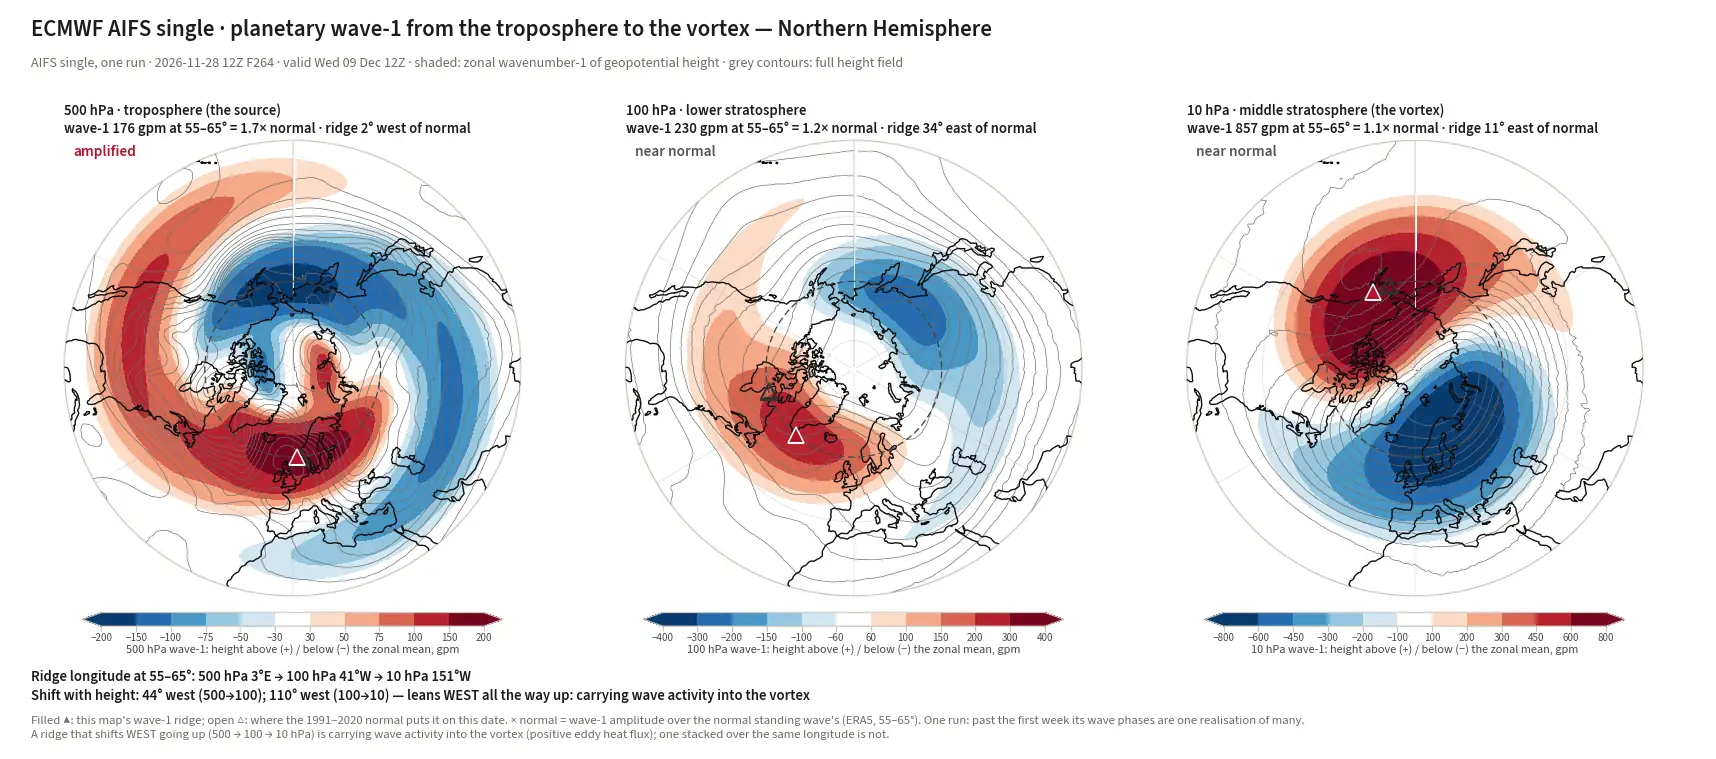 ECMWF AIFS single · planetary wave-1 from the troposphere to the vortex — Northern Hemisphere
AIFS single, one run · 2026-11-28 12Z F264 · valid Wed 09 Dec 12Z · shaded: zonal wavenumber-1 of geopotential height · grey contours: full height field
500 hPa · troposphere (the source)
wave-1 176 gpm at 55–65° = 1.7× normal · ridge 2° west of normal
amplified
100 hPa · lower stratosphere
wave-1 230 gpm at 55–65° = 1.2× normal · ridge 34° east of normal
near normal
10 hPa · middle stratosphere (the vortex)
wave-1 857 gpm at 55–65° = 1.1× normal · ridge 11° east of normal
near normal
−200 −150 −100 −75 −50 −30 30 50 75 100 150 200
500 hPa wave-1: height above (+) / below (−) the zonal mean, gpm
−400 −300 −200 −150 −100 −60 60 100 150 200 300 400
100 hPa wave-1: height above (+) / below (−) the zonal mean, gpm
−800 −600 −450 −300 −200 −100 100 200 300 450 600 800
10 hPa wave-1: height above (+) / below (−) the zonal mean, gpm
Ridge longitude at 55–65°: 500 hPa 3°E → 100 hPa 41°W → 10 hPa 151°W
Shift with height: 44° west (500→100); 110° west (100→10) — leans WEST all the way up: carrying wave activity into the vortex
Filled ▲: this map's wave-1 ridge; open △: where the 1991–2020 normal puts it on this date. × normal = wave-1 amplitude over the normal standing wave's (ERA5, 55–65°). One run: past the first week its wave phases are one realisation of many.
A ridge that shifts WEST going up (500 → 100 → 10 hPa) is carrying wave activity into the vortex (positive eddy heat flux); one stacked over the same longitude is not.